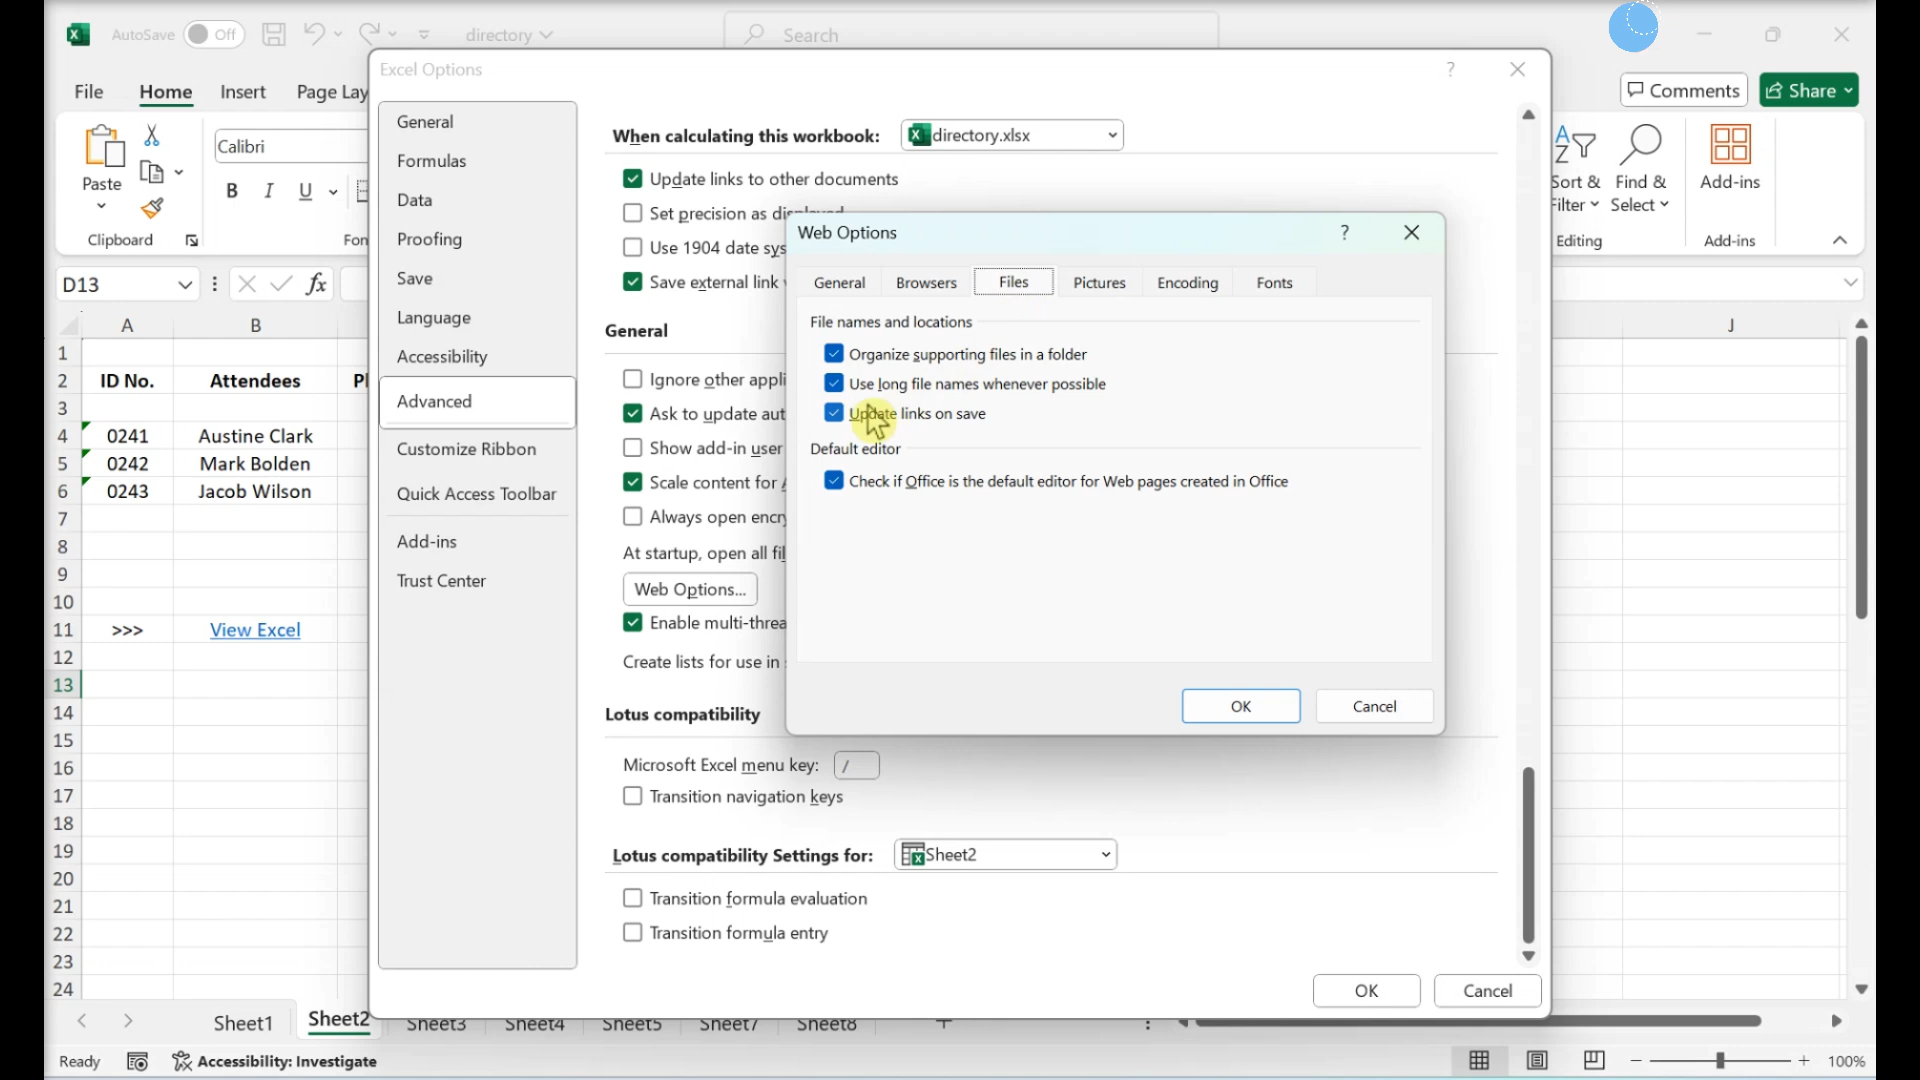 AutoSave Off directory Search
File Home Insert Page Lay Comments Share
Paste
Calibri
B I U
Clipboard Fon
Sort & Filter Find & Select Add-ins
Editing Add-ins
D13 fx
A B J
1
2 ID No. Attendees
3
4 0241 Austine Clark
5 0242 Mark Bolden
6 0243 Jacob Wilson
7
8
9
10
11 >>> View Excel
12
13
14
15
16
17
18
19
20
21
22
23
24
Excel Options ?
General
Formulas
Data
Proofing
Save
Language
Accessibility
Advanced
Customize Ribbon
Quick Access Toolbar
Add-ins
Trust Center
When calculating this workbook: directory.xlsx
Update links to other documents
Set precision as displayed
Use 1904 date sys
Save external link
General
Ignore other appli
Ask to update aut
Show add-in user
Scale content for
Always open encry
At startup, open all fil
Web Options...
Enable multi-threa
Create lists for use in
Lotus compatibility
Microsoft Excel menu key: /
Transition navigation keys
Lotus compatibility Settings for: Sheet2
Transition formula evaluation
Transition formula entry
OK Cancel
Web Options ?
General Browsers Files Pictures Encoding Fonts
File names and locations
Organize supporting files in a folder
Use long file names whenever possible
Update links on save
Default editor
Check if Office is the default editor for Web pages created in Office
OK Cancel
Sheet1 Sheet2 Sheet3 Sheet4 Sheet5 Sheet7 Sheet8 +
Ready Accessibility: Investigate 100%